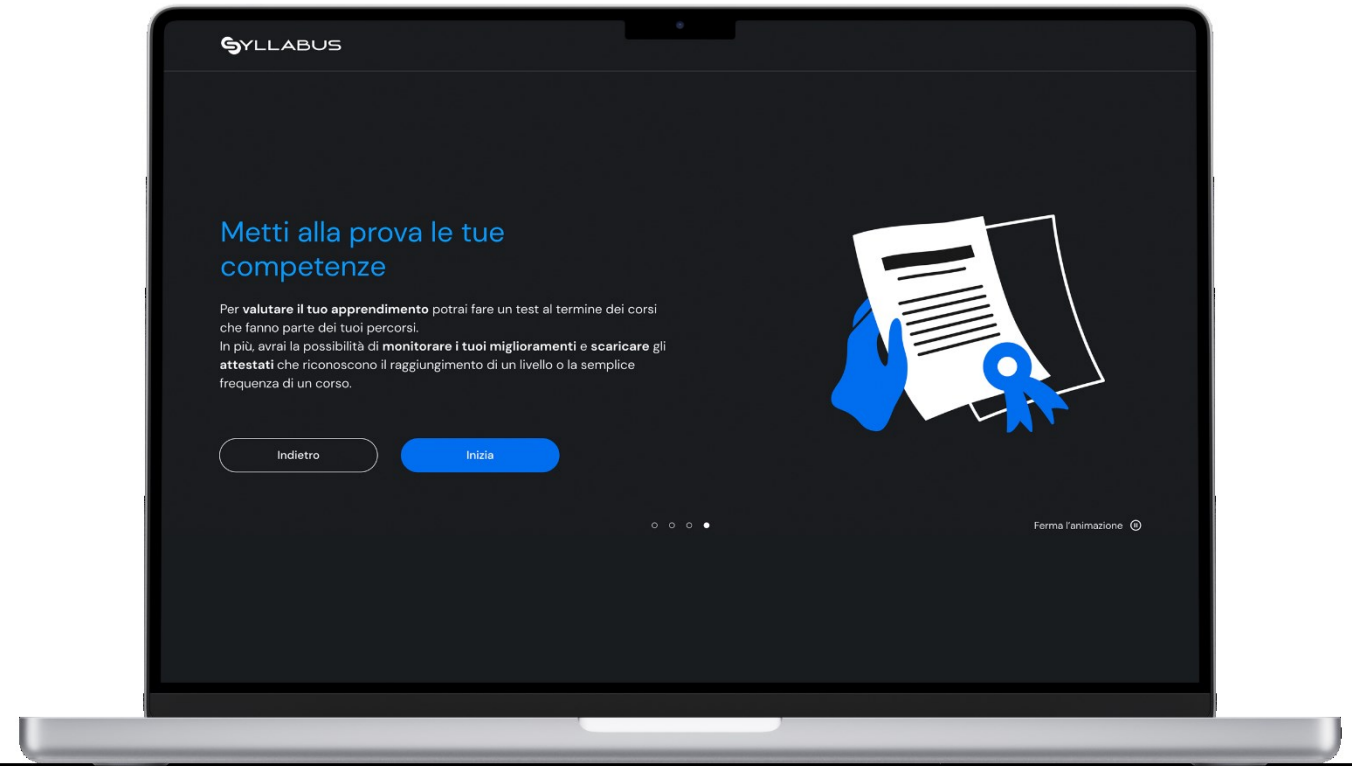 SYLLABUS
Metti alla prova le tue
competenze
Per valutare il tuo apprendimento potrai fare un test al termine dei corsi
che fanno parte dei tuoi percorsi.
In più, avrai la possibilità di monitorare i tuoi miglioramenti e scaricare gli
attestati che riconoscono il raggiungimento di un livello o la semplice
frequenza di un corso.
Indietro
Inizia
Ferma l'animazione